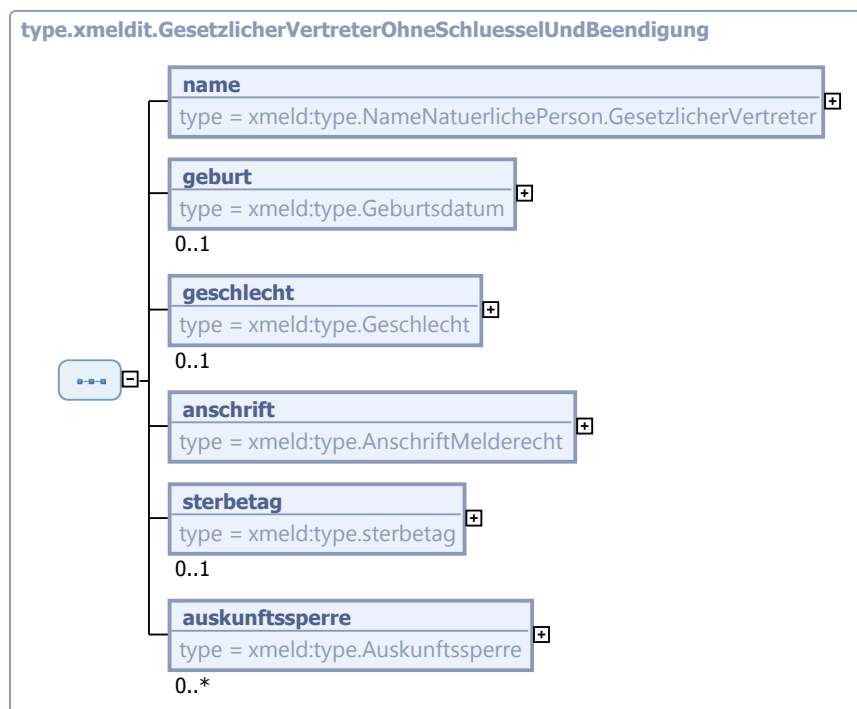 type.xmeldit.GesetzlicherVertreterOhneSchluesselUndBeendigung
name
type = xmeld:type.NameNatuerlichePerson.GesetzlicherVertreter
geburt
type = xmeld:type.Geburtsdatum
0..1
geschlecht
type = xmeld:type.Geschlecht
0..1
anschrift
type = xmeld:type.AnschriftMelderecht
sterbetag
type = xmeld:type.sterbetag
0..1
auskunftssperre
type = xmeld:type.Auskunftssperre
0..*